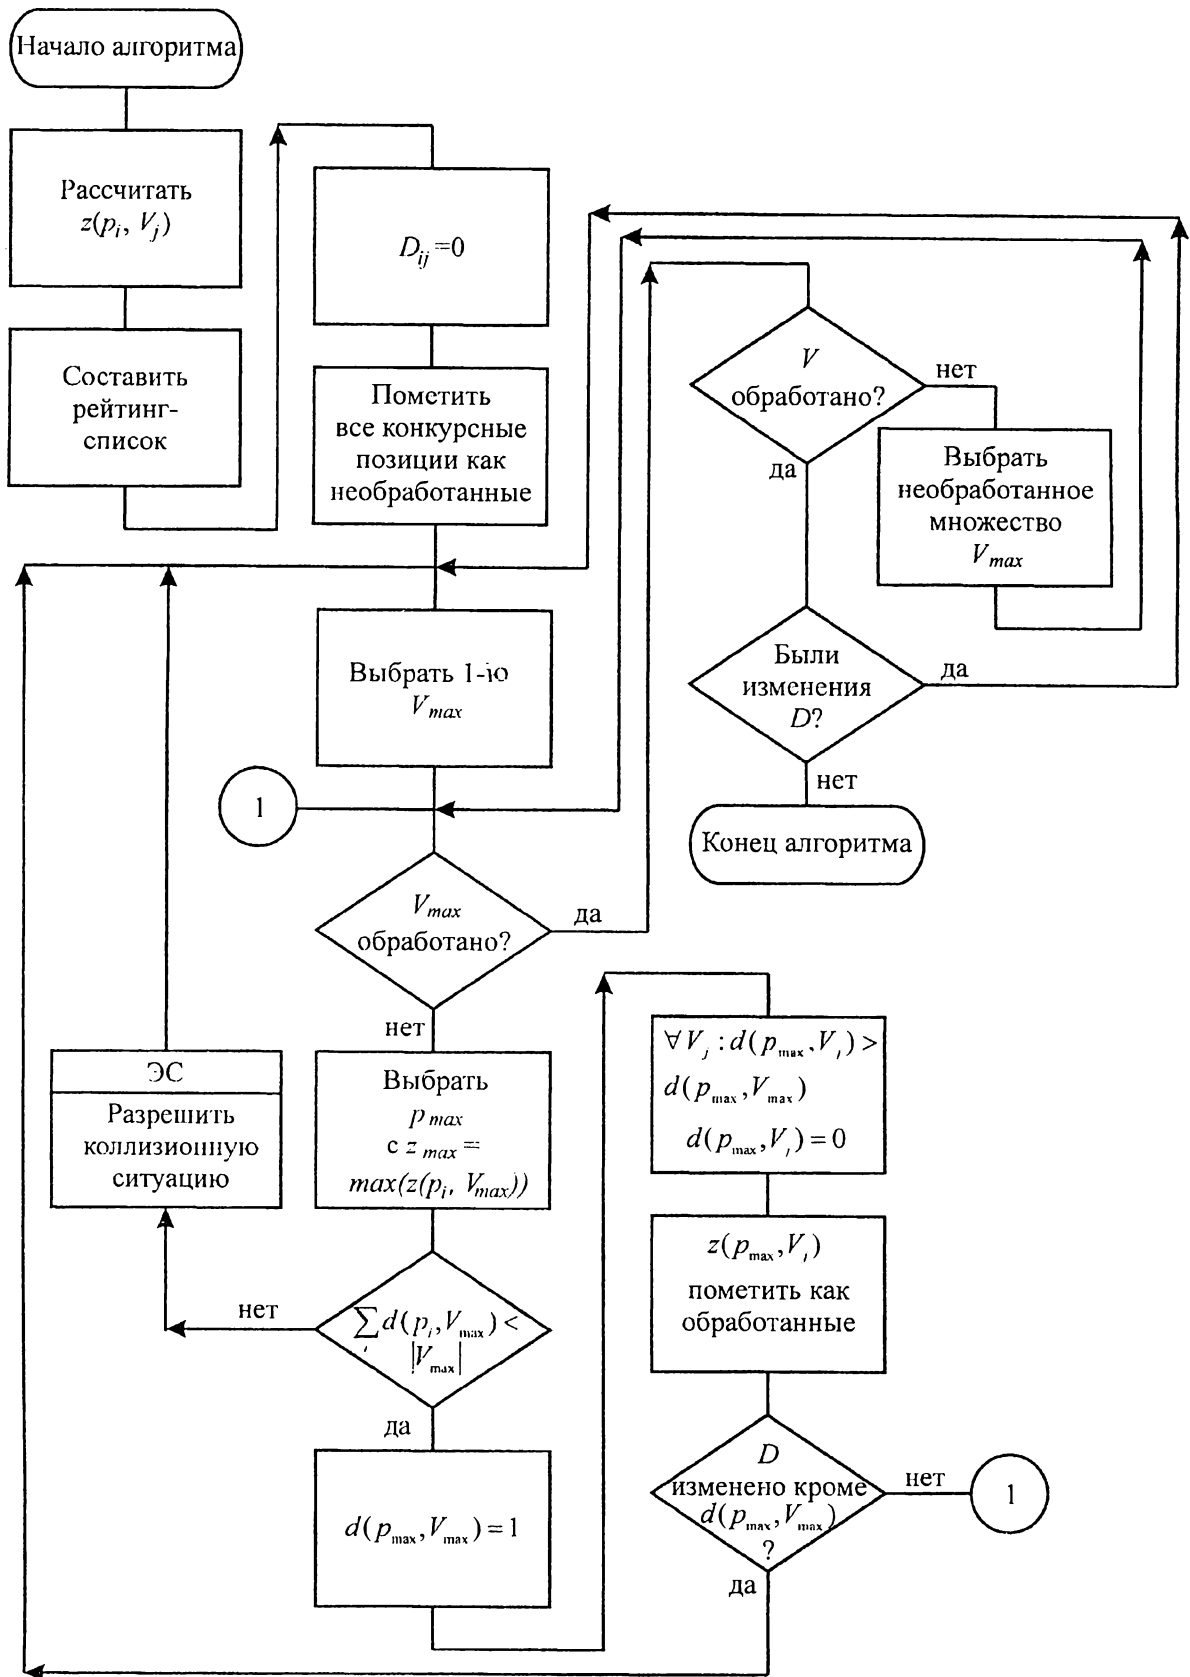 Начало алгоритма
Рассчитать
z(pᵢ, Vⱼ)
Составить
рейтинг-
список
Dᵢⱼ=0
Пометить
все конкурсные
позиции как
необработанные
Выбрать 1-ю
Vmax
1
Vmax
обработано?
да
нет
ЭС
Разрешить
коллизионную
ситуацию
Выбрать
p max
с z max =
max(z(pᵢ, Vmax))
нет
∑ d(pᵢ,Vmax) <
i
|Vmax|
да
d(pmax,Vmax)=1
V
обработано?
нет
да
Выбрать
необработанное
множество
Vmax
Были
изменения
D?
да
нет
Конец алгоритма
∀Vⱼ : d(pmax,Vⱼ) >
d(pmax,Vmax)
d(pmax,Vⱼ)=0
z(pmax,Vⱼ)
пометить как
обработанные
D
изменено кроме
d(pmax,Vmax)
?
нет
1
да